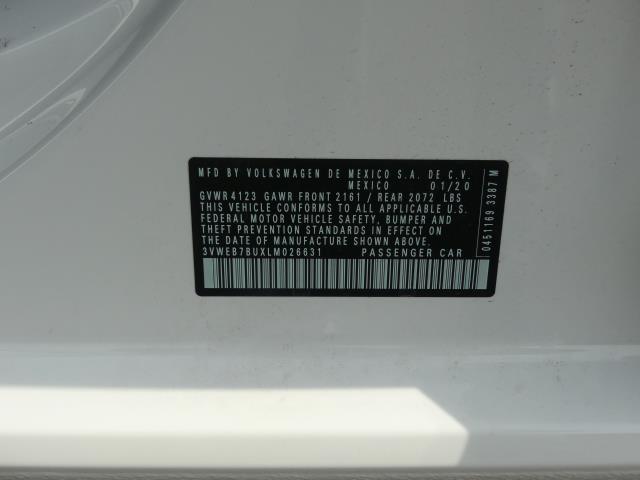 MFD BY VOLKSWAGEN DE MEXICO S.A. DE C.V.
MEXICO 01/20
GVWR 4123 GAWR FRONT 2161 / REAR 2072 LBS
THIS VEHICLE CONFORMS TO ALL APPLICABLE U.S.
FEDERAL MOTOR VEHICLE SAFETY, BUMPER AND
THEFT PREVENTION STANDARDS IN EFFECT ON
THE DATE OF MANUFACTURE SHOWN ABOVE.
3VWEB7BUXLM026631 PASSENGER CAR
0451169 3387 M